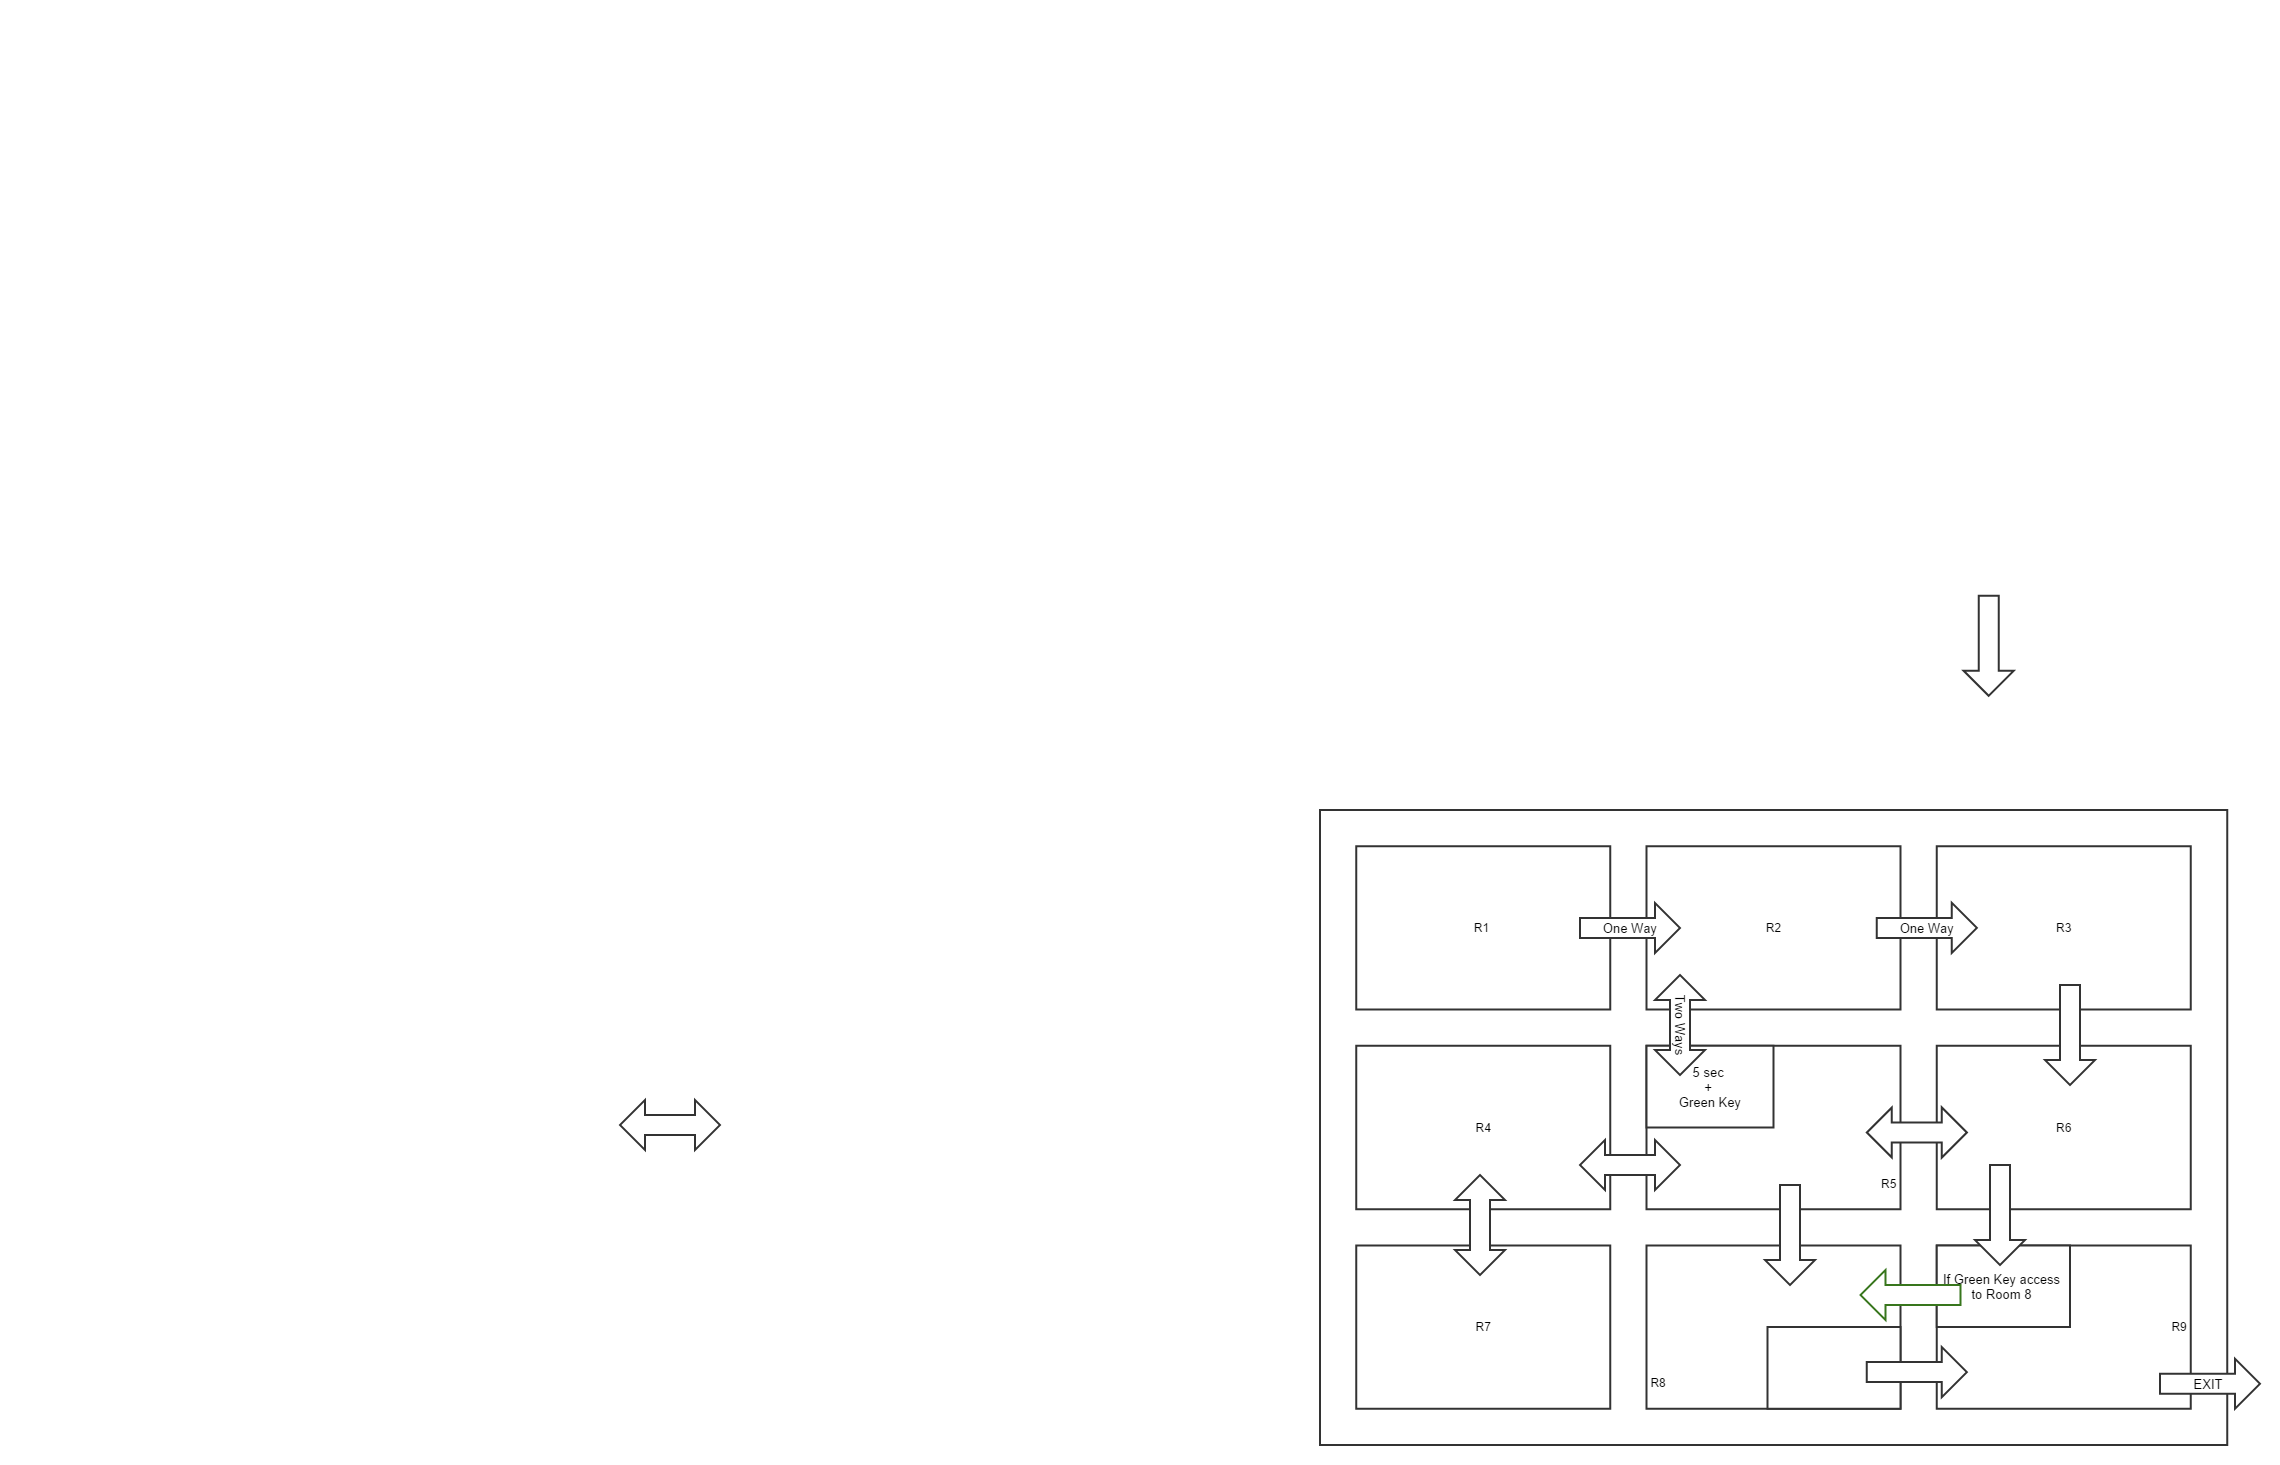 R1
One Way
R2
One Way
R3
Two Ways
5 sec
+
Green Key
R4
R5
R6
If Green Key access
to Room 8
R7
R8
R9
EXIT